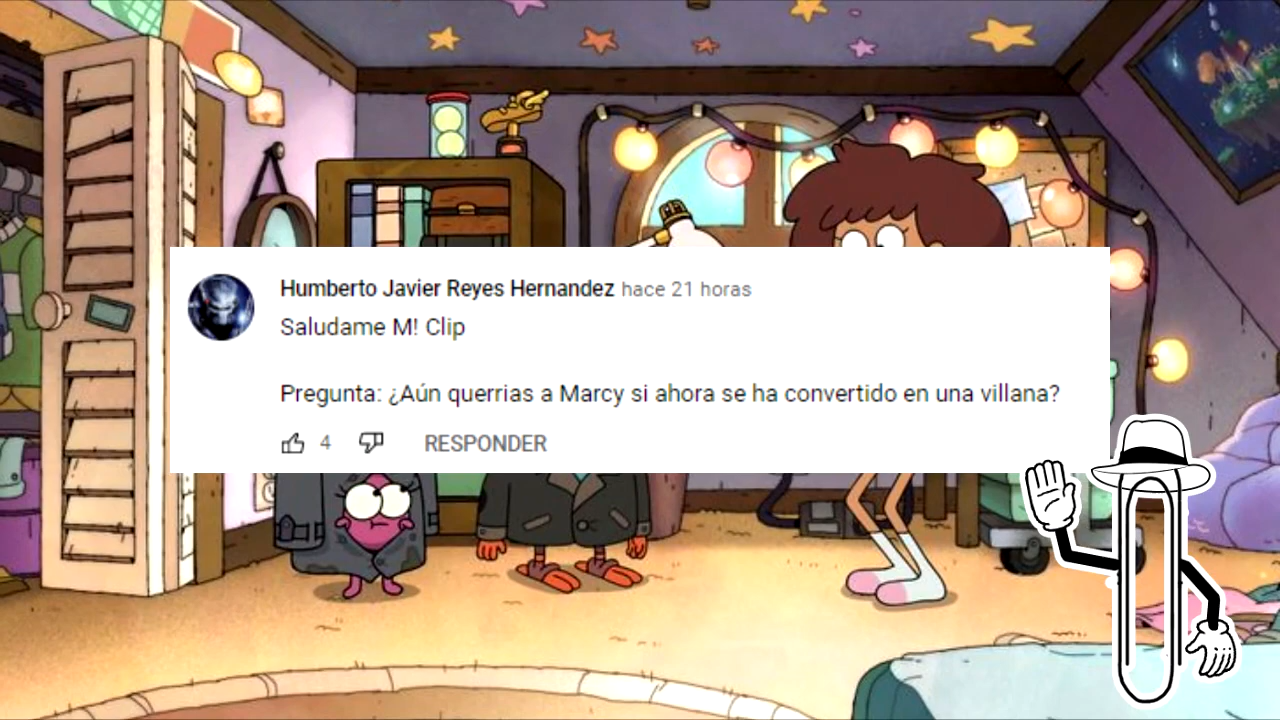 Humberto Javier Reyes Hernandez hace 21 horas
Saludame M! Clip
Pregunta: ¿Aún querrias a Marcy si ahora se ha convertido en una villana?
4 RESPONDER